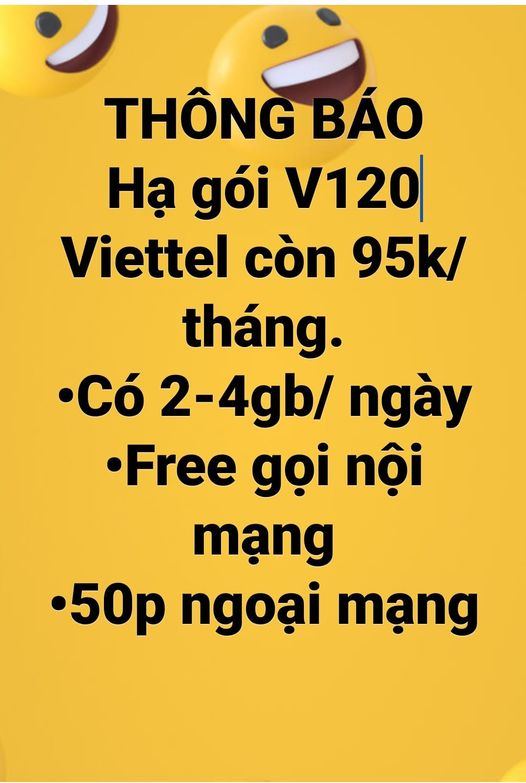 THÔNG BÁO
Hạ gói V120
Viettel còn 95k/
tháng.
•Có 2-4gb/ ngày
•Free gọi nội
mạng
•50p ngoại mạng